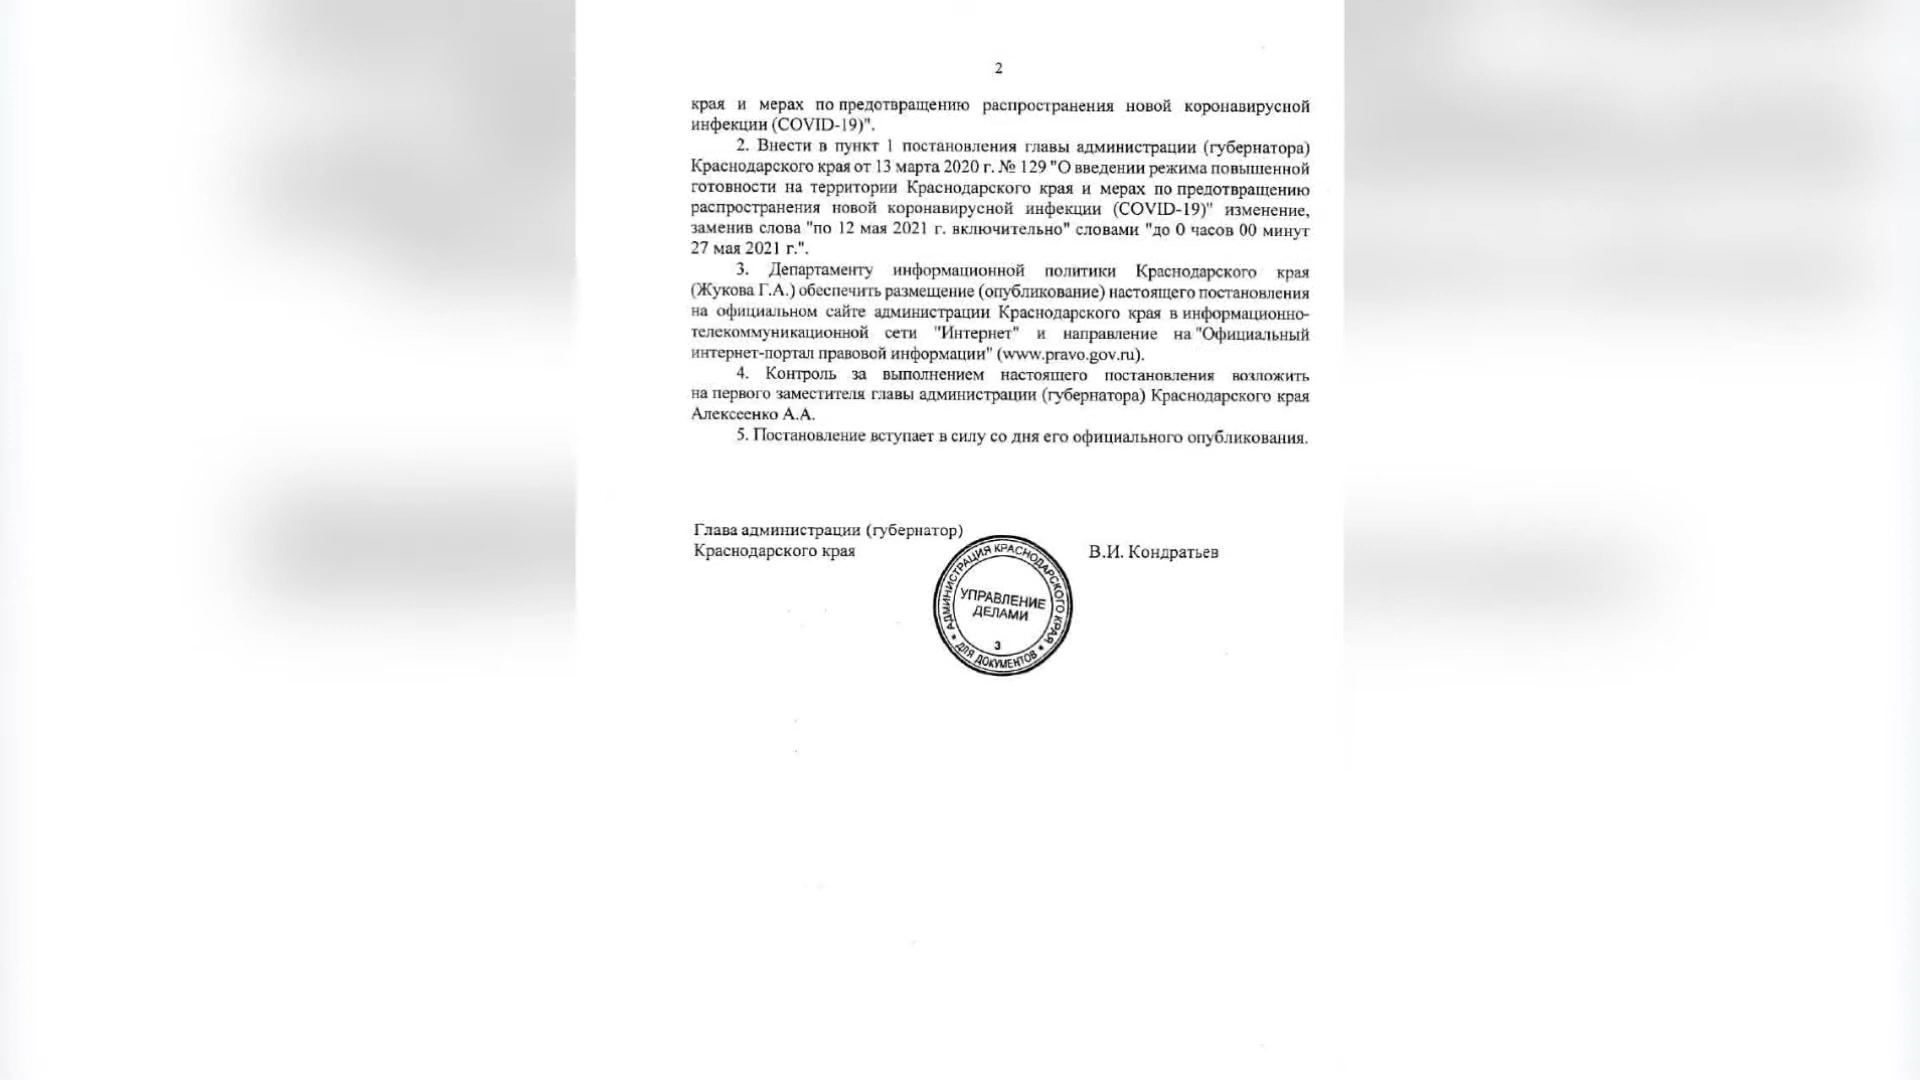 2
края и мерах по предотвращению распространения новой коронавирусной
инфекции (COVID-19)".
2. Внести в пункт 1 постановления главы администрации (губернатора)
Краснодарского края от 13 марта 2020 г. № 129 "О введении режима повышенной
готовности на территории Краснодарского края и мерах по предотвращению
распространения новой коронавирусной инфекции (COVID-19)" изменение,
заменив слова "по 12 мая 2021 г. включительно" словами "до 0 часов 00 минут
27 мая 2021 г.".
3. Департаменту информационной политики Краснодарского края
(Жукова Г.А.) обеспечить размещение (опубликование) настоящего постановления
на официальном сайте администрации Краснодарского края в информационно-
телекоммуникационной сети "Интернет" и направление на "Официальный
интернет-портал правовой информации" (www.pravo.gov.ru).
4. Контроль за выполнением настоящего постановления возложить
на первого заместителя главы администрации (губернатора) Краснодарского края
Алексеенко А.А.
5. Постановление вступает в силу со дня его официального опубликования.
Глава администрации (губернатор)
Краснодарского края
В.И. Кондратьев
АДМИНИСТРАЦИЯ КРАСНОДАРСКОГО КРАЯ
УПРАВЛЕНИЕ
ДЕЛАМИ
3
* ДЛЯ ДОКУМЕНТОВ *